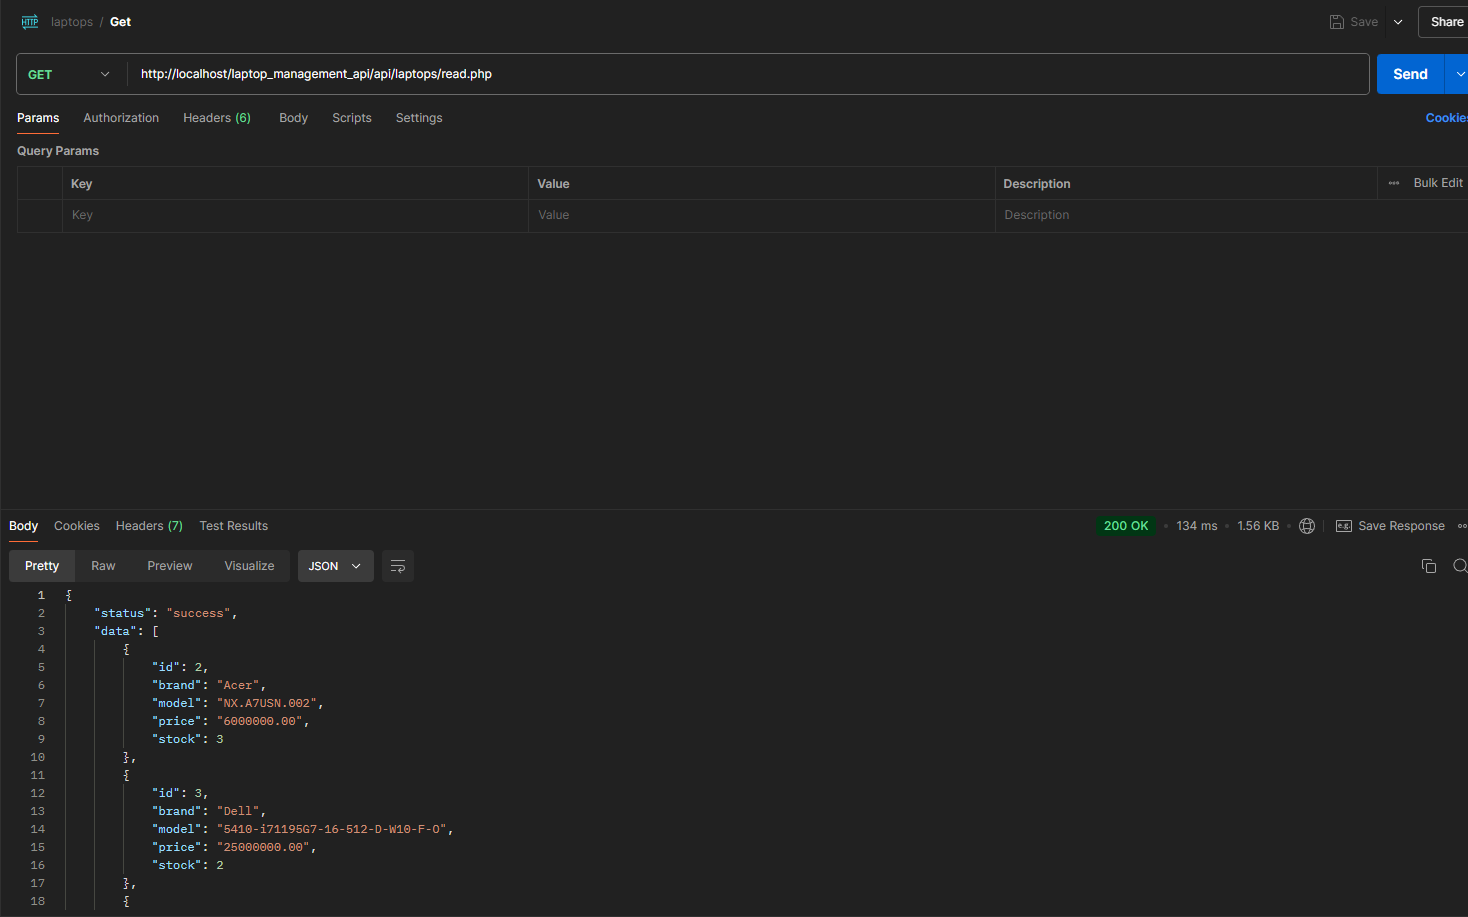 HTTP laptops / Get Save Share
GET http://localhost/laptop_management_api/api/laptops/read.php Send
Params Authorization Headers (6) Body Scripts Settings Cookies
Query Params
Key Value Description Bulk Edit
Key Value Description
Body Cookies Headers (7) Test Results 200 OK • 134 ms • 1.56 KB • e.g. Save Response
Pretty Raw Preview Visualize JSON
1 {
2 "status": "success",
3 "data": [
4 {
5 "id": 2,
6 "brand": "Acer",
7 "model": "NX.A7USN.002",
8 "price": "6000000.00",
9 "stock": 3
10 },
11 {
12 "id": 3,
13 "brand": "Dell",
14 "model": "5410-i71195G7-16-512-D-W10-F-O",
15 "price": "25000000.00",
16 "stock": 2
17 },
18 {